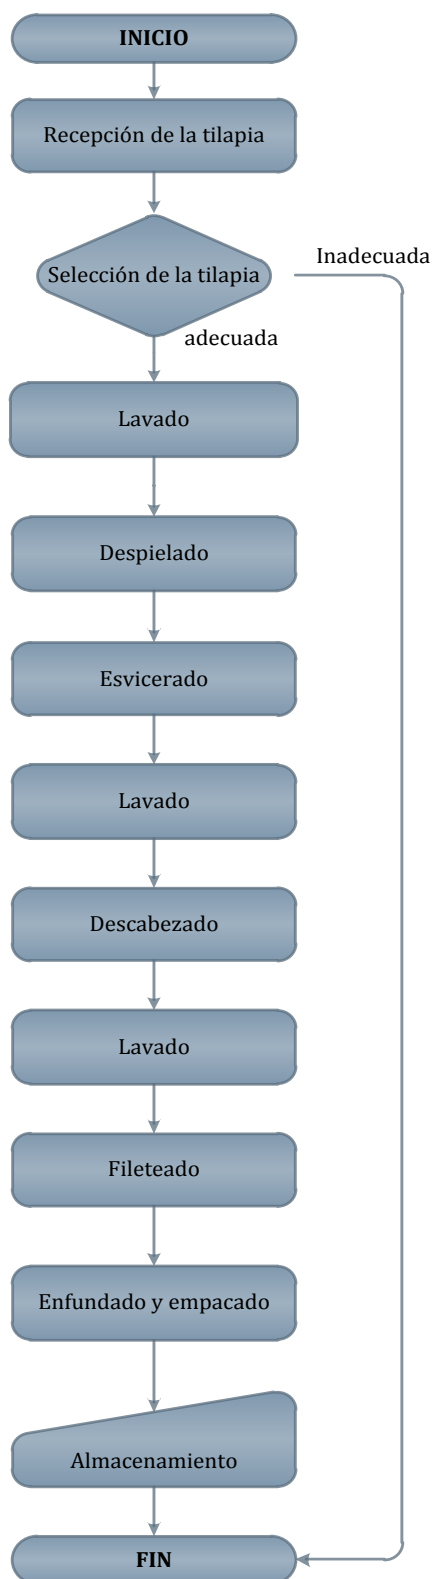 INICIO
Recepción de la tilapia
Inadecuada
Selección de la tilapia
adecuada
Lavado
Despielado
Esvicerado
Lavado
Descabezado
Lavado
Fileteado
Enfundado y empacado
Almacenamiento
FIN